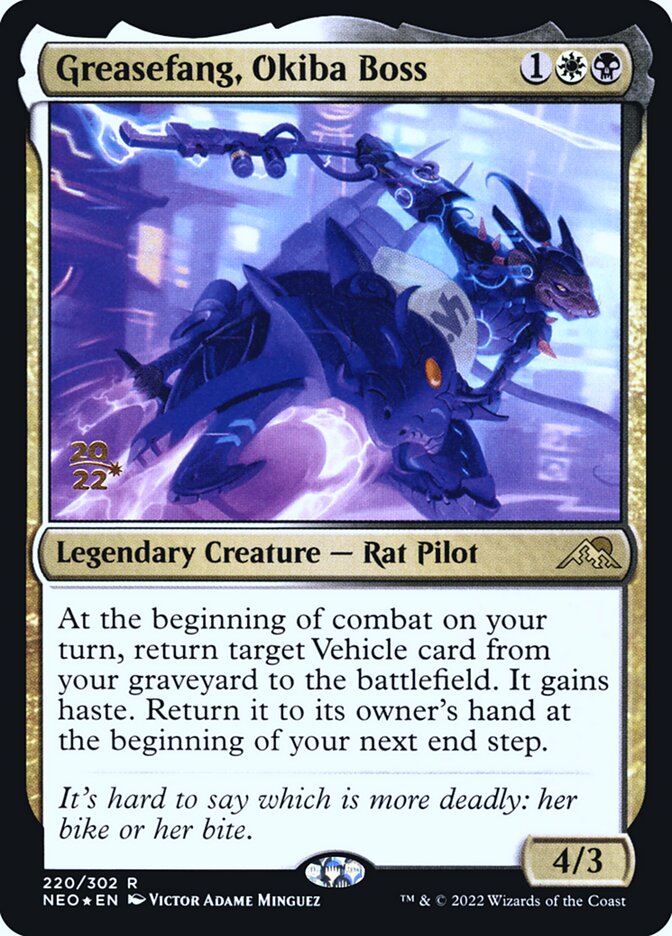 Greasefang, Okiba Boss 1
20
22
Legendary Creature — Rat Pilot
At the beginning of combat on your
turn, return target Vehicle card from
your graveyard to the battlefield. It gains
haste. Return it to its owner's hand at
the beginning of your next end step.
It's hard to say which is more deadly: her
bike or her bite.
4/3
220/302 R
NEO★EN Victor Adame Minguez
™ & © 2022 Wizards of the Coast